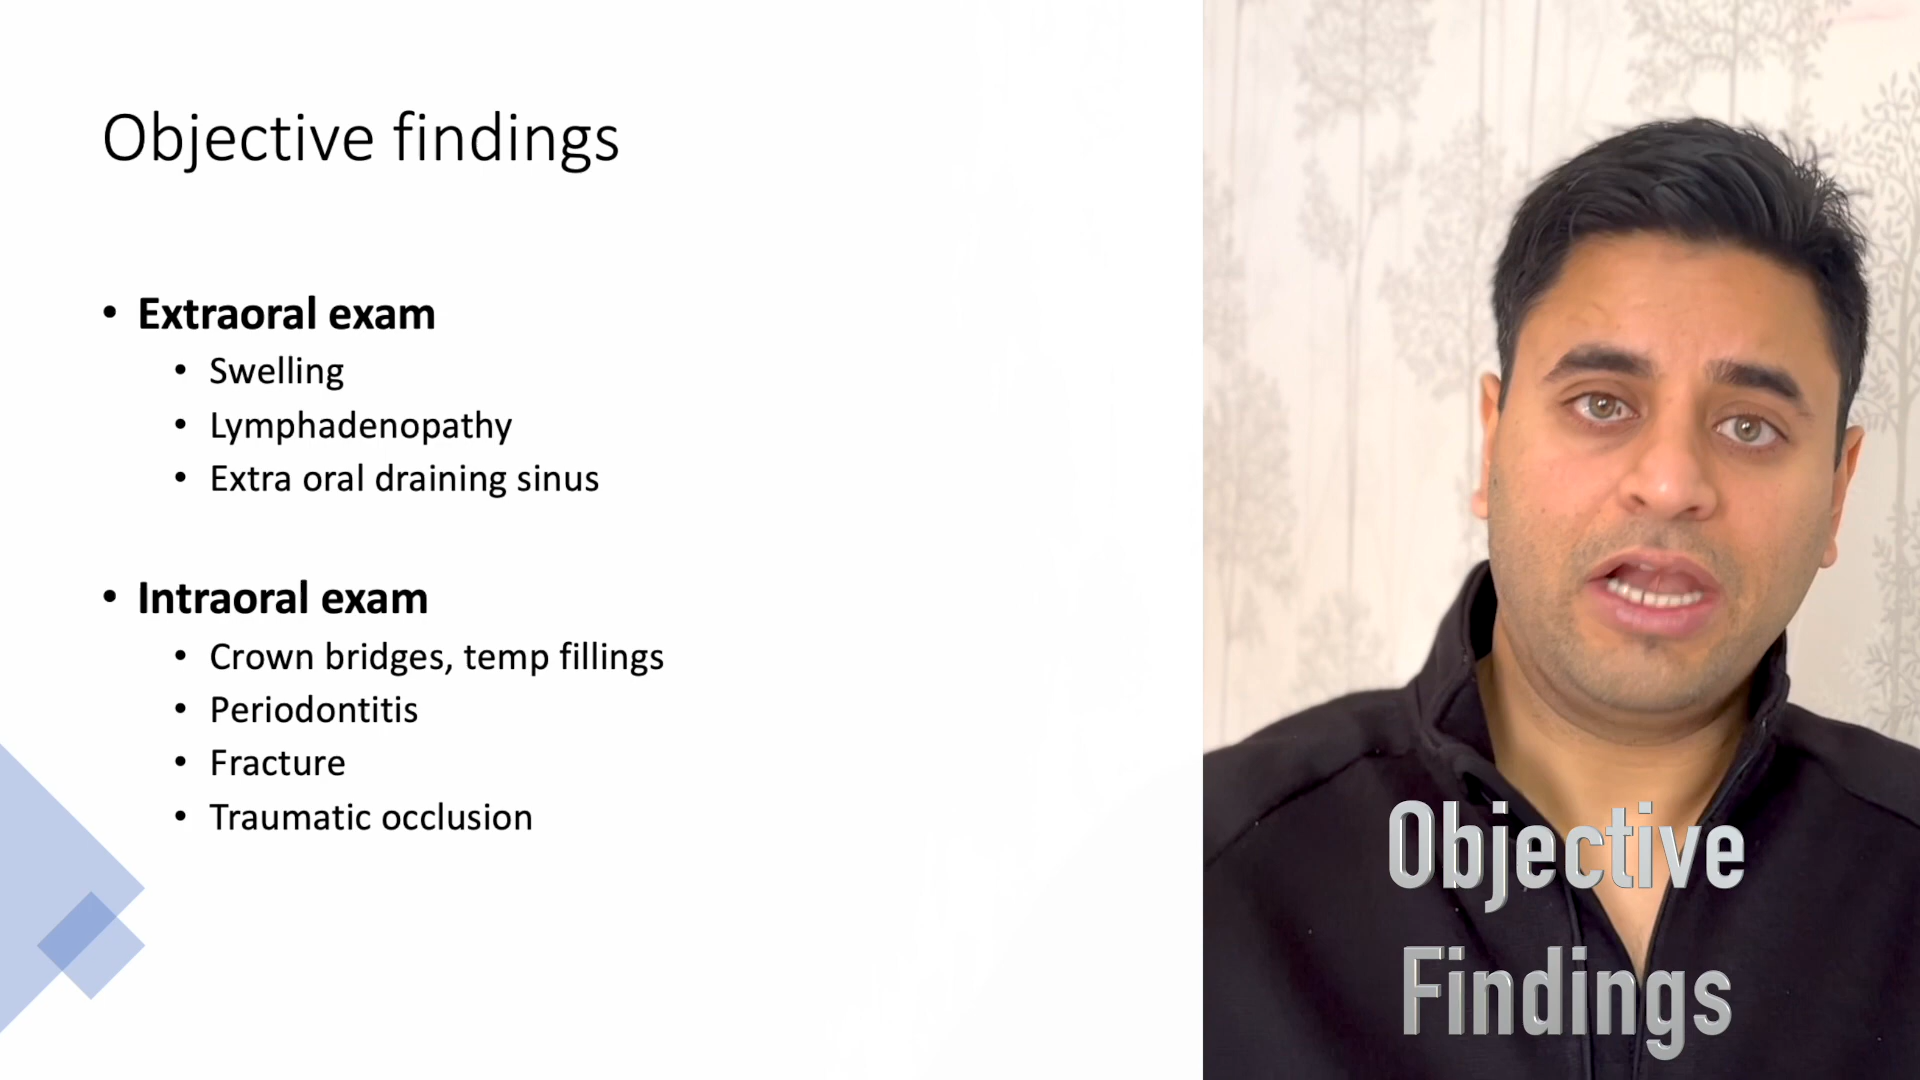 Objective findings
• Extraoral exam
• Swelling
• Lymphadenopathy
• Extra oral draining sinus
• Intraoral exam
• Crown bridges, temp fillings
• Periodontitis
• Fracture
• Traumatic occlusion
Objective
Findings